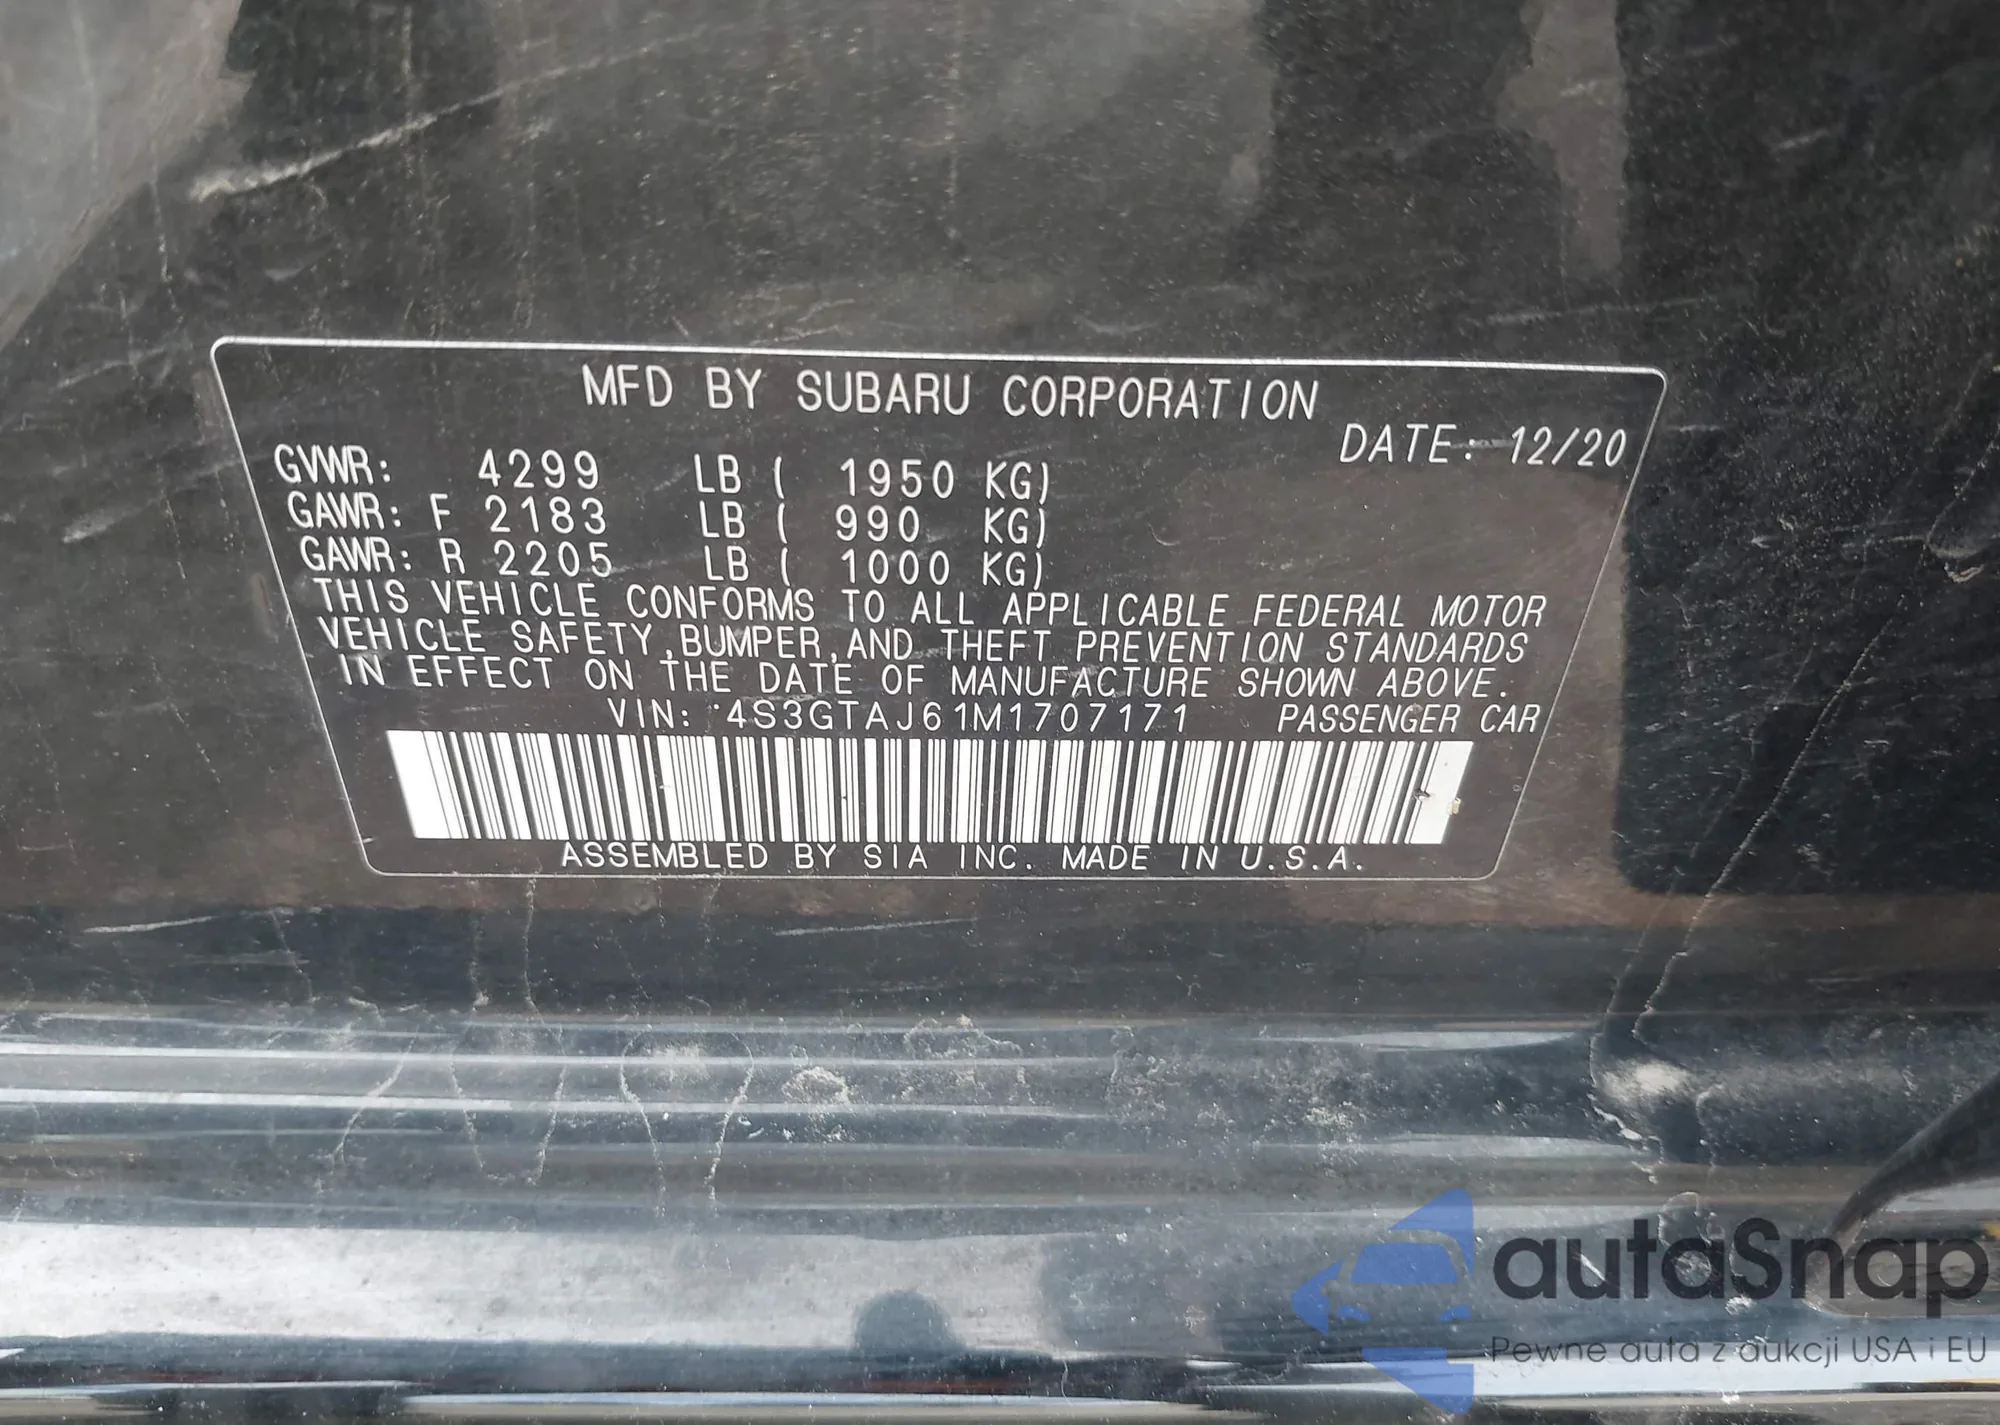 MFD BY SUBARU CORPORATION
DATE: 12/20
GVWR: 4299 LB ( 1950 KG)
GAWR: F 2183 LB ( 990 KG)
GAWR: R 2205 LB ( 1000 KG)
THIS VEHICLE CONFORMS TO ALL APPLICABLE FEDERAL MOTOR
VEHICLE SAFETY,BUMPER,AND THEFT PREVENTION STANDARDS
IN EFFECT ON THE DATE OF MANUFACTURE SHOWN ABOVE.
VIN: 4S3GTAJ61M1707171 PASSENGER CAR
ASSEMBLED BY SIA INC. MADE IN U.S.A.
autaSnap
Pewne auta z aukcji USA i EU